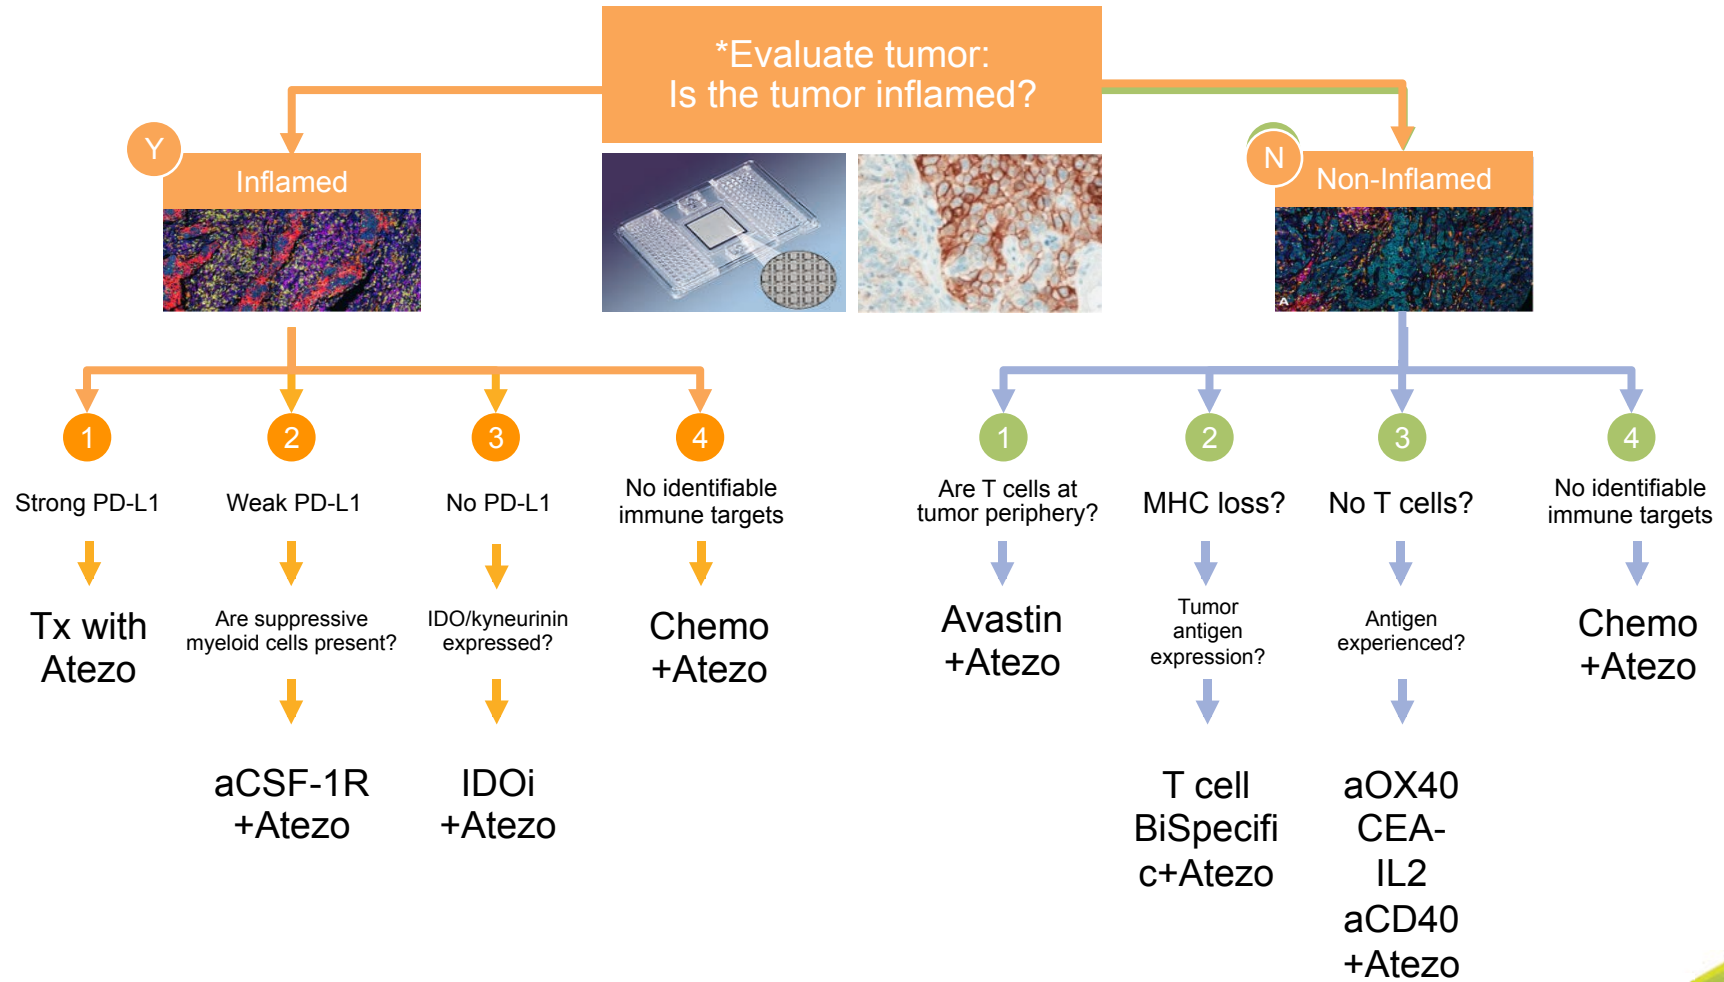 *Evaluate tumor:
Is the tumor inflamed?
Y
Inflamed
N
Non-Inflamed
A
1
Strong PD-L1
Tx with
Atezo
2
Weak PD-L1
Are suppressive
myeloid cells present?
aCSF-1R
+Atezo
3
No PD-L1
IDO/kyneurinin
expressed?
IDOi
+Atezo
4
No identifiable
immune targets
Chemo
+Atezo
1
Are T cells at
tumor periphery?
Avastin
+Atezo
2
MHC loss?
Tumor
antigen
expression?
T cell
BiSpecifi
c+Atezo
3
No T cells?
Antigen
experienced?
aOX40
CEA-
IL2
aCD40
+Atezo
4
No identifiable
immune targets
Chemo
+Atezo